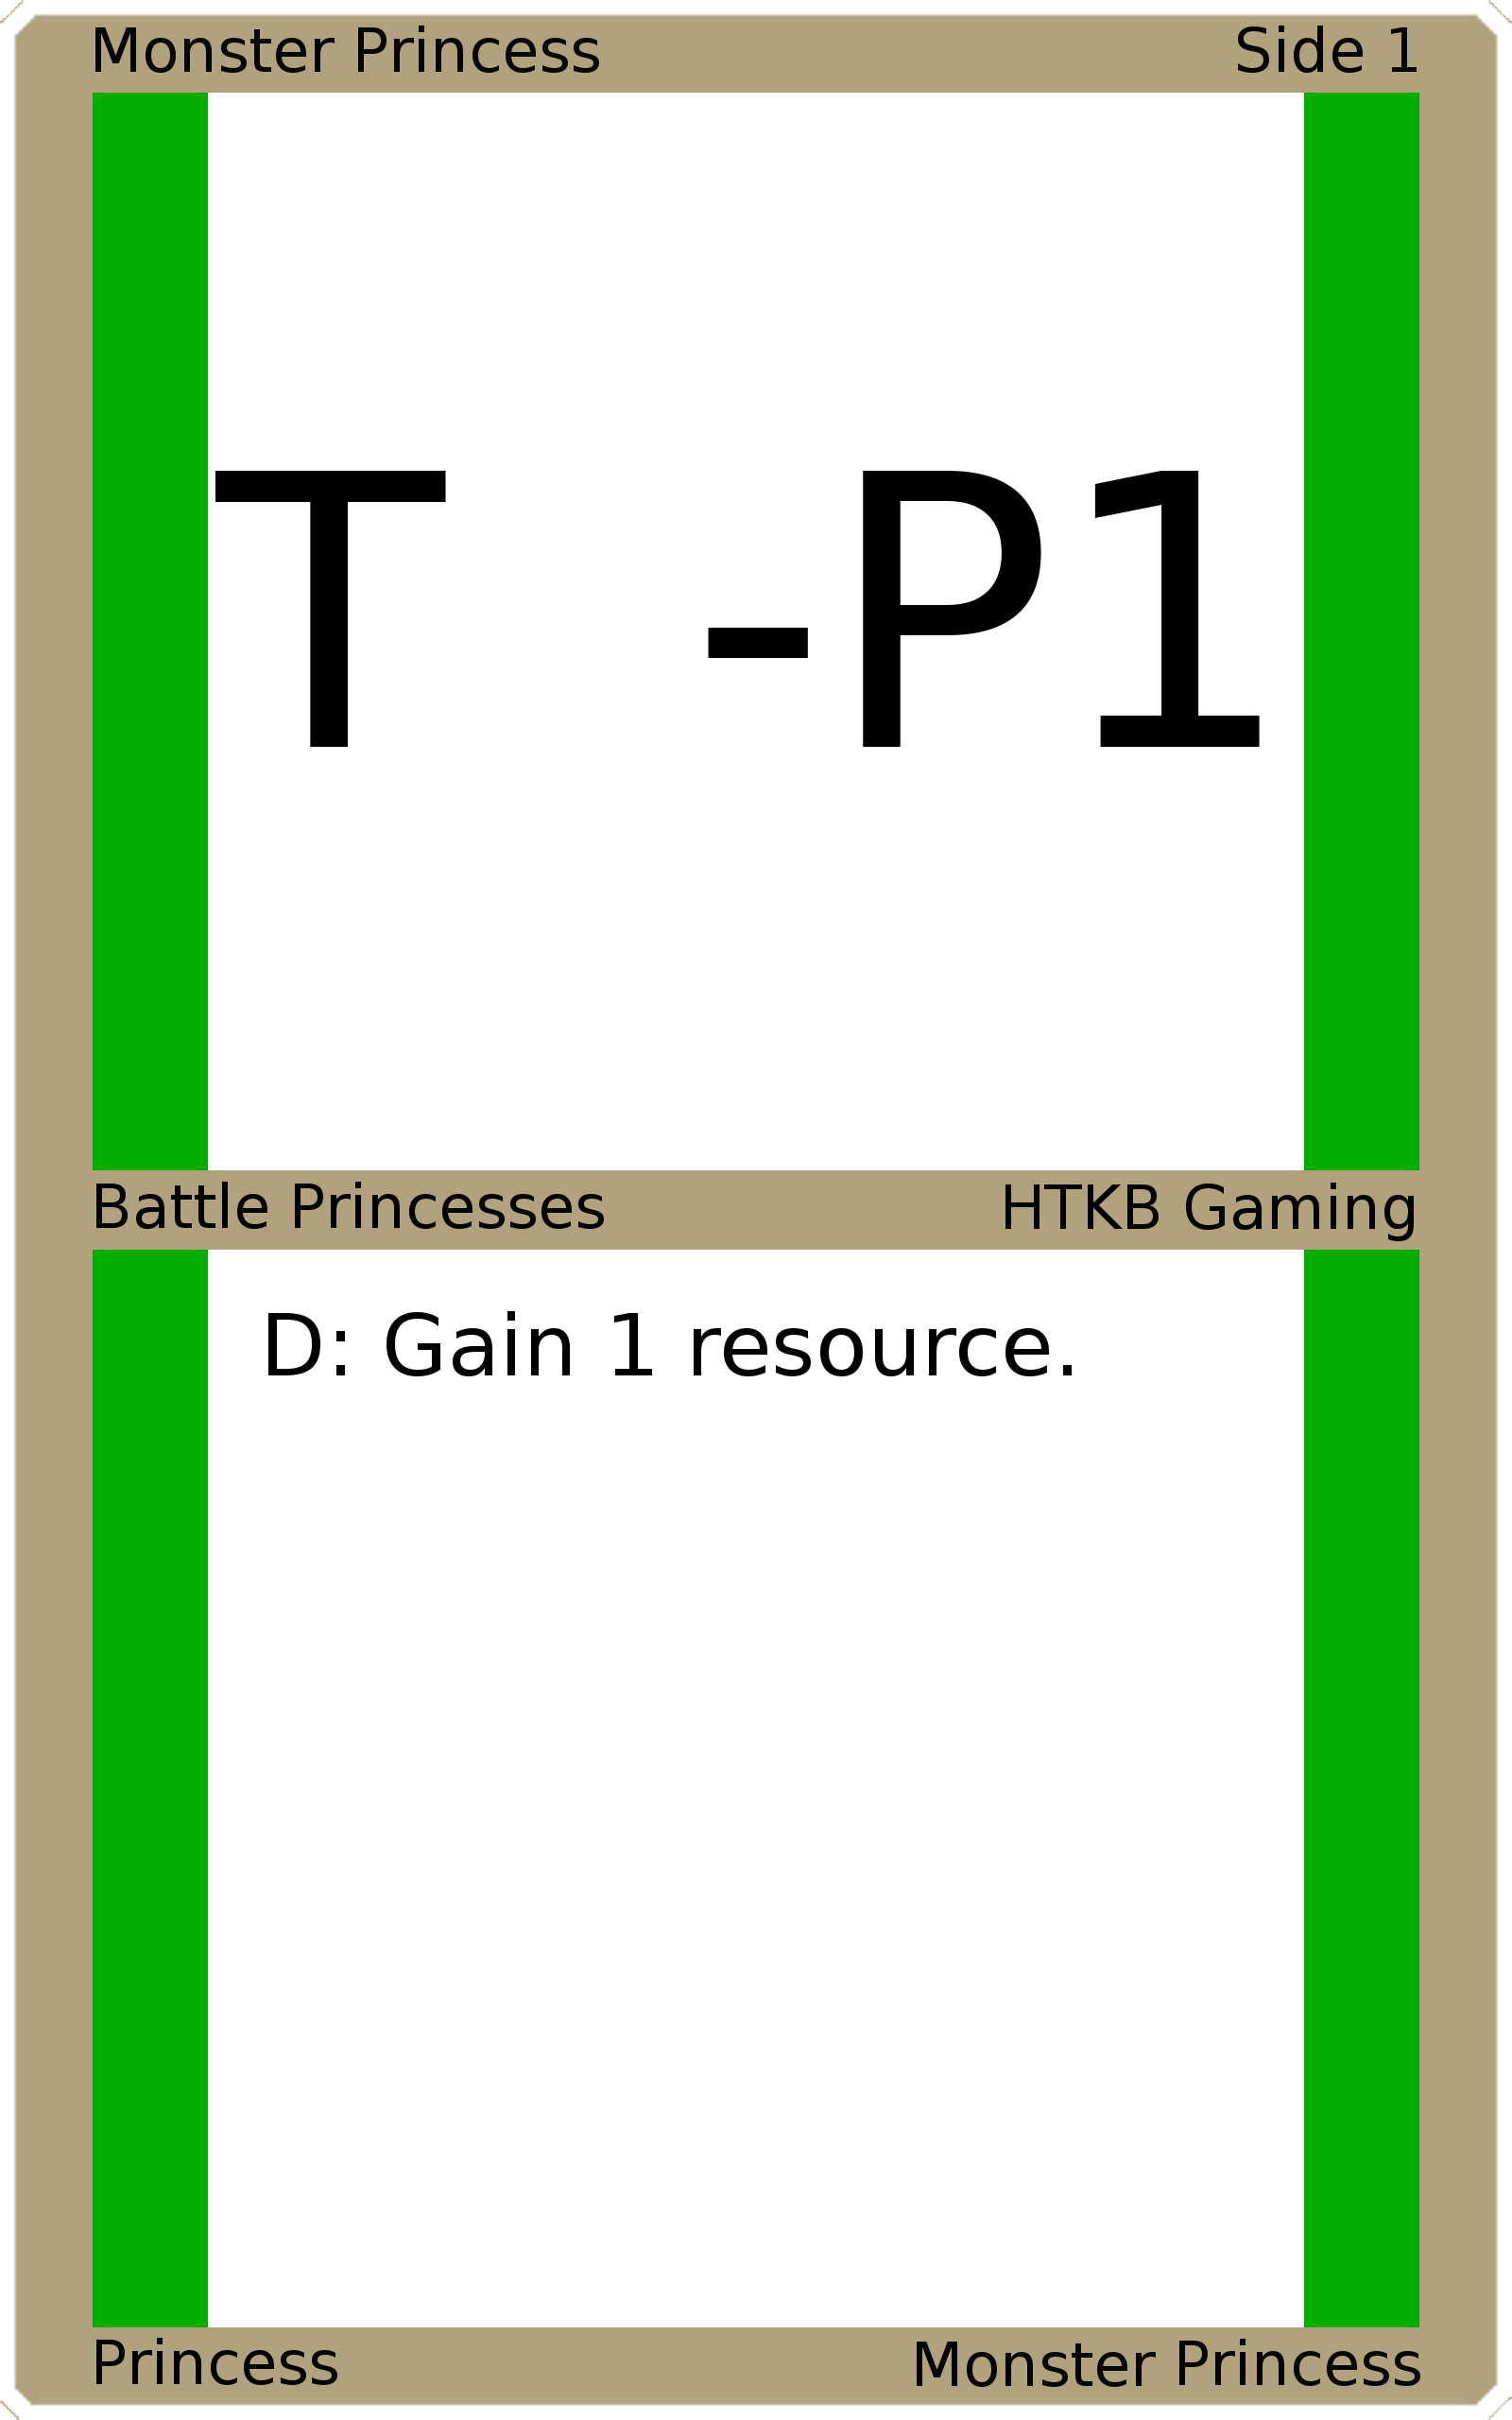 Monster Princess Side 1
T -P1
Battle Princesses HTKB Gaming
D: Gain 1 resource.
Princess Monster Princess